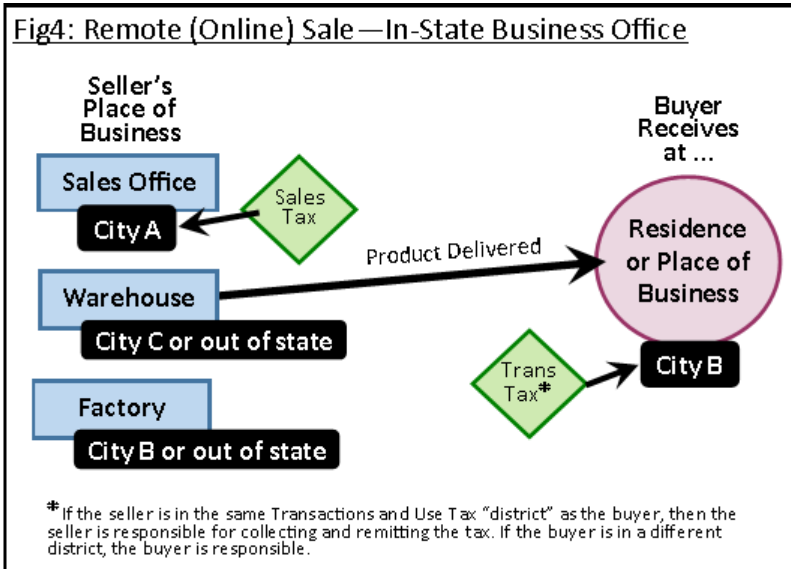 Fig4: Remote (Online) Sale—In-State Business Office
Seller's
Place of
Business
Sales Office
City A
Sales
Tax
Warehouse
City C or out of state
Factory
City B or out of state
Product Delivered
Buyer
Receives
at ...
Residence
or Place of
Business
City B
Trans
Tax*
*If the seller is in the same Transactions and Use Tax “district” as the buyer, then the
seller is responsible for collecting and remitting the tax. If the buyer is in a different
district, the buyer is responsible.